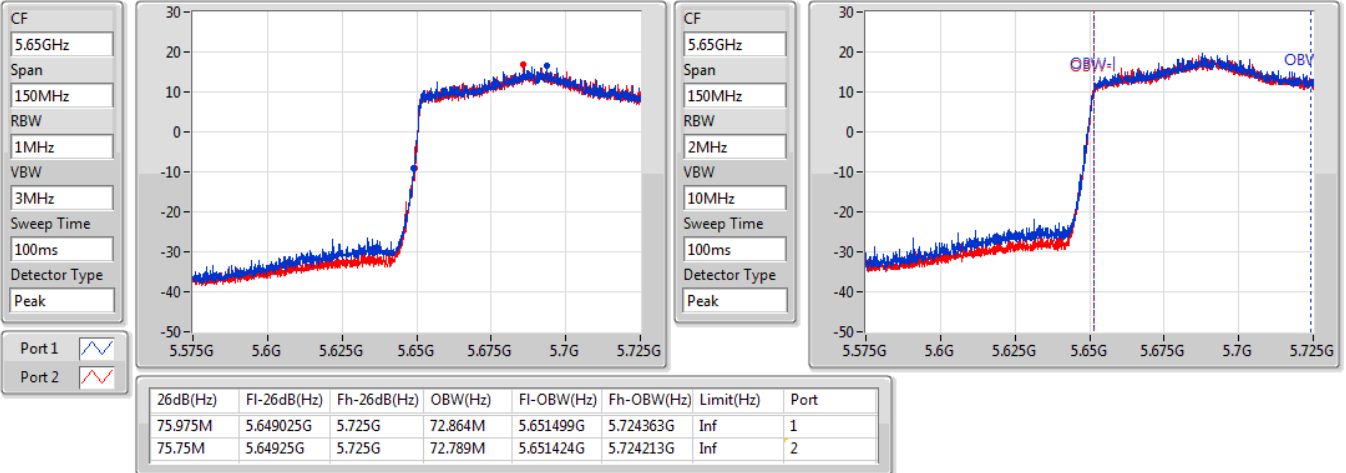 CF
5.65GHz
Span
150MHz
RBW
1MHz
VBW
3MHz
Sweep Time
100ms
Detector Type
Peak
Port 1
Port 2
30
20
10
0
-10
-20
-30
-40
-50
5.575G 5.6G 5.625G 5.65G 5.675G 5.7G 5.725G
CF
5.65GHz
Span
150MHz
RBW
2MHz
VBW
10MHz
Sweep Time
100ms
Detector Type
Peak
30
20
10
0
-10
-20
-30
-40
-50
OBW-l
OBW
5.575G 5.6G 5.625G 5.65G 5.675G 5.7G 5.725G
26dB(Hz) Fl-26dB(Hz) Fh-26dB(Hz) OBW(Hz) Fl-OBW(Hz) Fh-OBW(Hz) Limit(Hz) Port
75.975M 5.649025G 5.725G 72.864M 5.651499G 5.724363G Inf 1
75.75M 5.64925G 5.725G 72.789M 5.651424G 5.724213G Inf 2